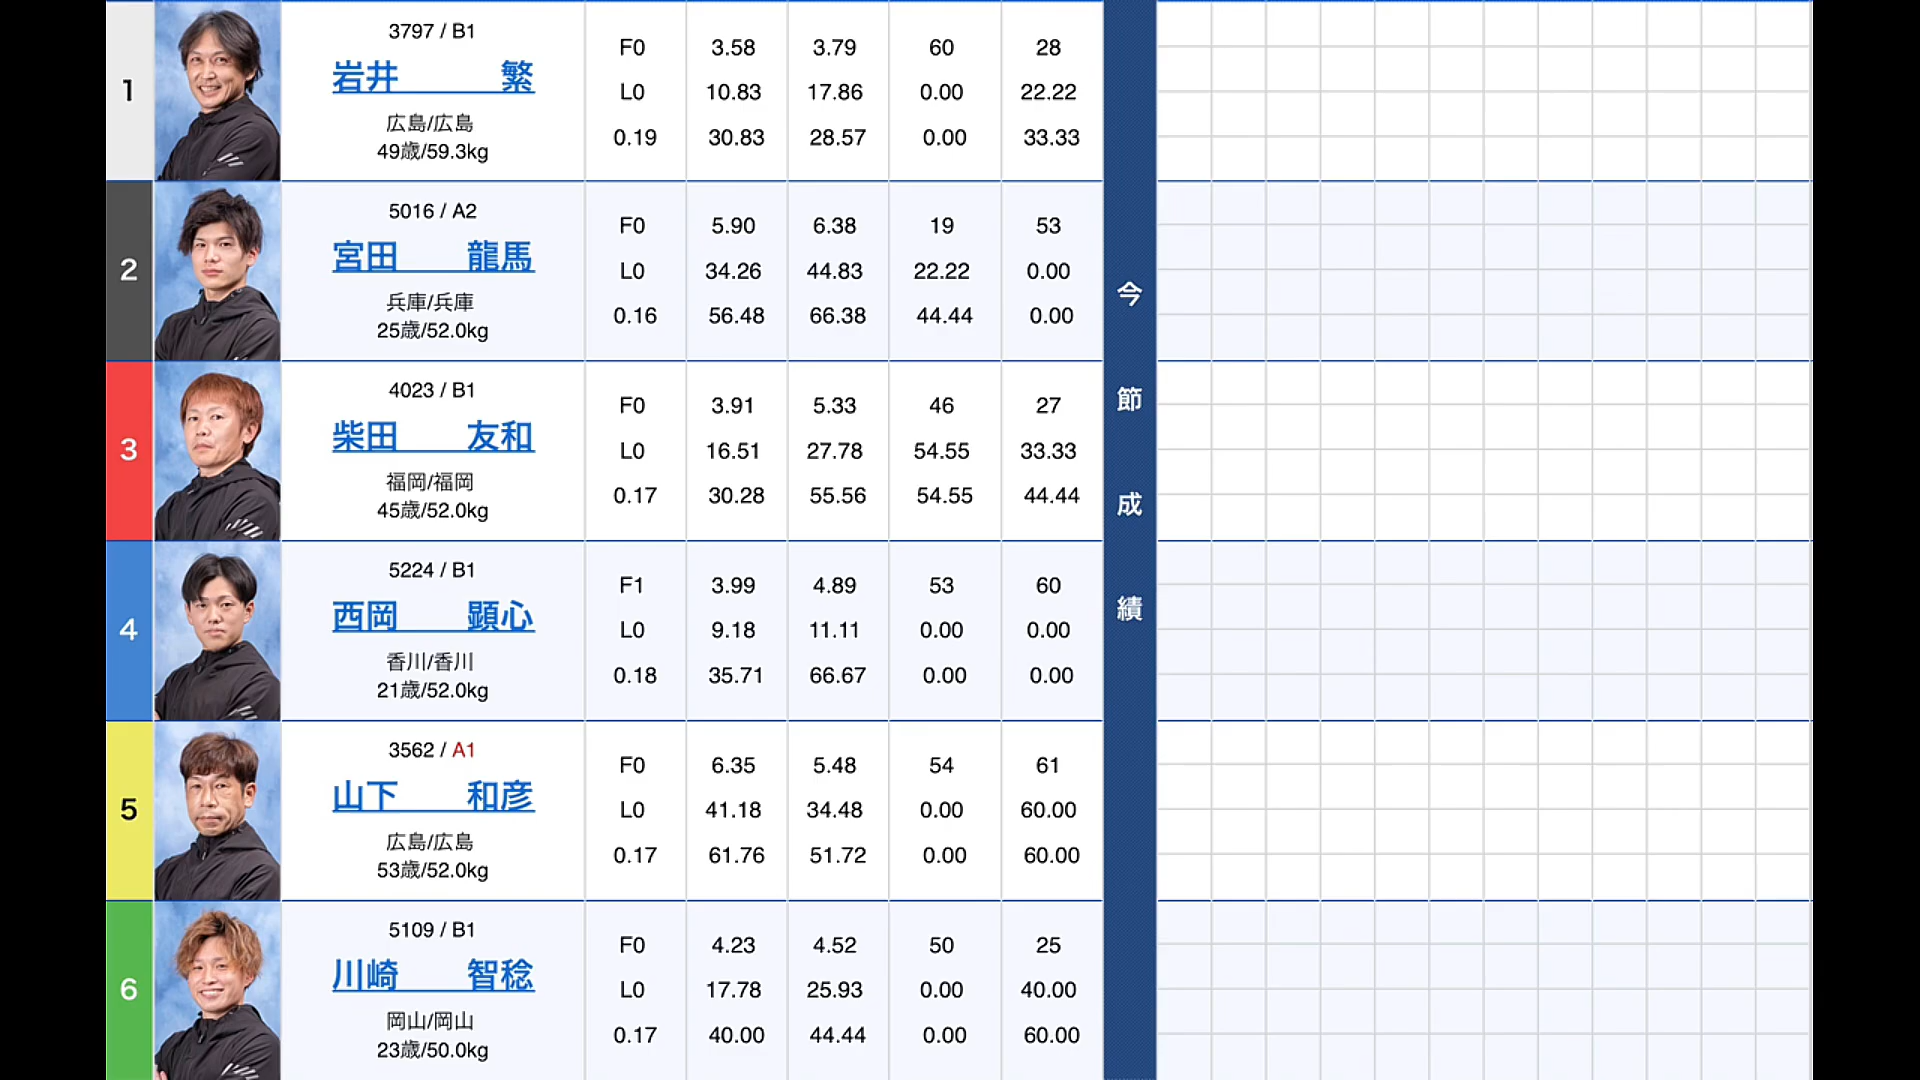 1
3797 / B1
岩井 繁
広島/広島
49歳/59.3kg
F0 3.58 3.79 60 28
L0 10.83 17.86 0.00 22.22
0.19 30.83 28.57 0.00 33.33
2
5016 / A2
宮田 龍馬
兵庫/兵庫
25歳/52.0kg
F0 5.90 6.38 19 53
L0 34.26 44.83 22.22 0.00
0.16 56.48 66.38 44.44 0.00
3
4023 / B1
柴田 友和
福岡/福岡
45歳/52.0kg
F0 3.91 5.33 46 27
L0 16.51 27.78 54.55 33.33
0.17 30.28 55.56 54.55 44.44
4
5224 / B1
西岡 顕心
香川/香川
21歳/52.0kg
F1 3.99 4.89 53 60
L0 9.18 11.11 0.00 0.00
0.18 35.71 66.67 0.00 0.00
5
3562 / A1
山下 和彦
広島/広島
53歳/52.0kg
F0 6.35 5.48 54 61
L0 41.18 34.48 0.00 60.00
0.17 61.76 51.72 0.00 60.00
6
5109 / B1
川崎 智稔
岡山/岡山
23歳/50.0kg
F0 4.23 4.52 50 25
L0 17.78 25.93 0.00 40.00
0.17 40.00 44.44 0.00 60.00
今節成績